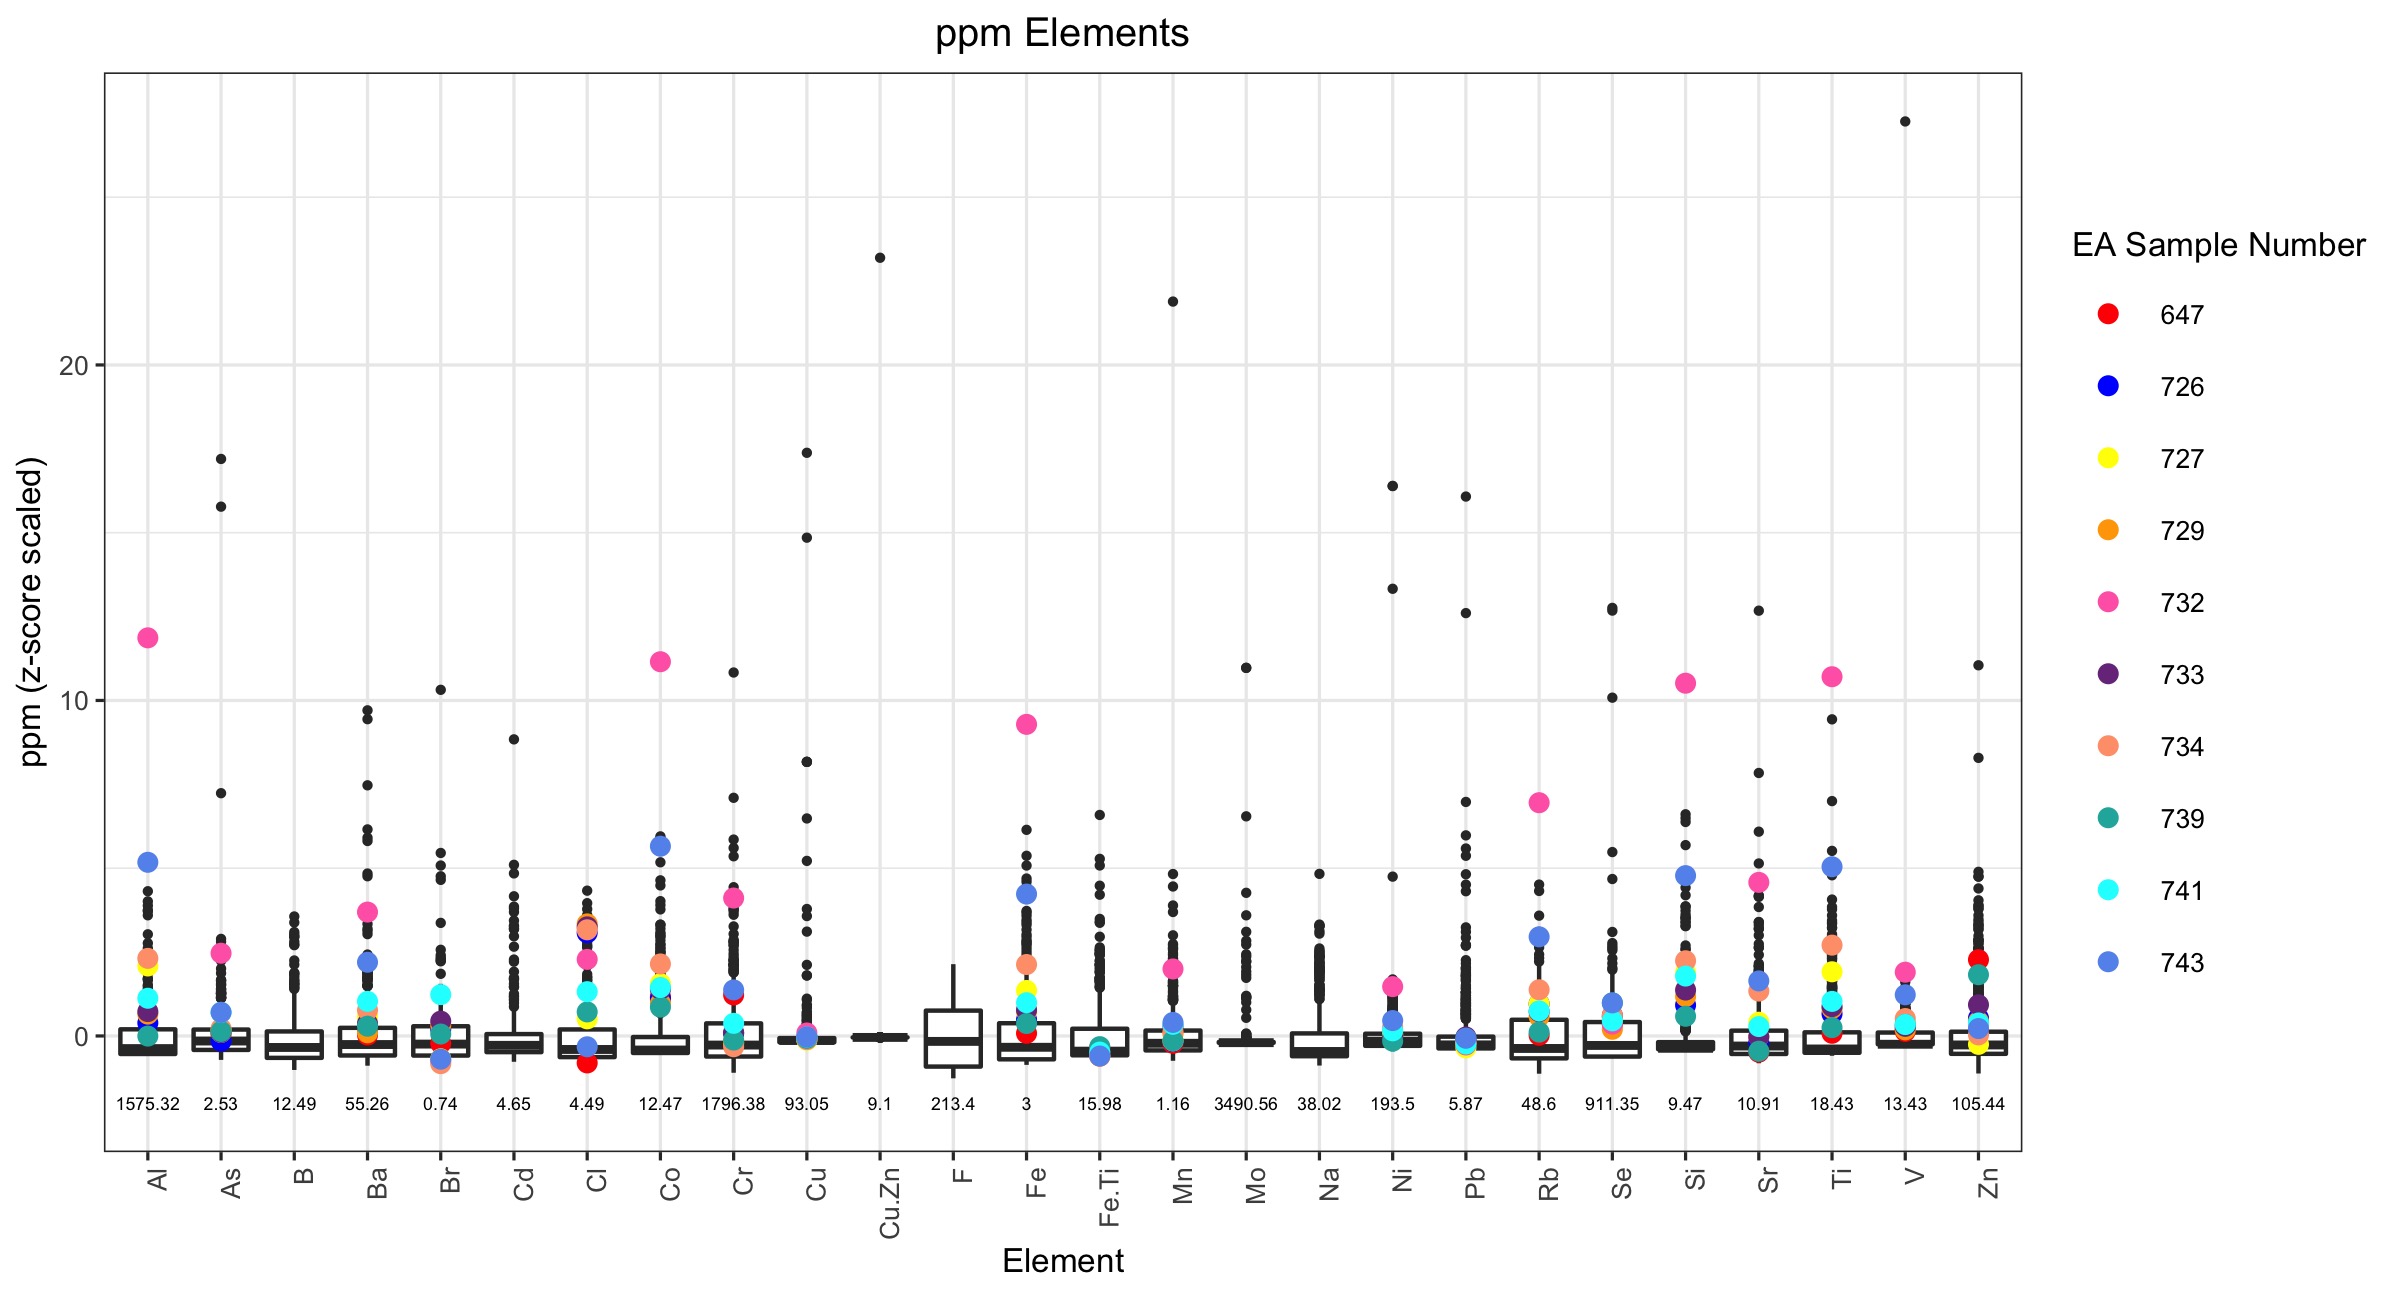 ppm Elements
ppm (z-score scaled)
20
10
0
1575.32 2.53 12.49 55.26 0.74 4.65 4.49 12.47 1796.38 93.05 9.1 213.4 3 15.98 1.16 3490.56 38.02 193.5 5.87 48.6 911.35 9.47 10.91 18.43 13.43 105.44
Al As B Ba Br Cd Cl Co Cr Cu Cu.Zn F Fe Fe.Ti Mn Mo Na Ni Pb Rb Se Si Sr Ti V Zn
Element
EA Sample Number
647
726
727
729
732
733
734
739
741
743